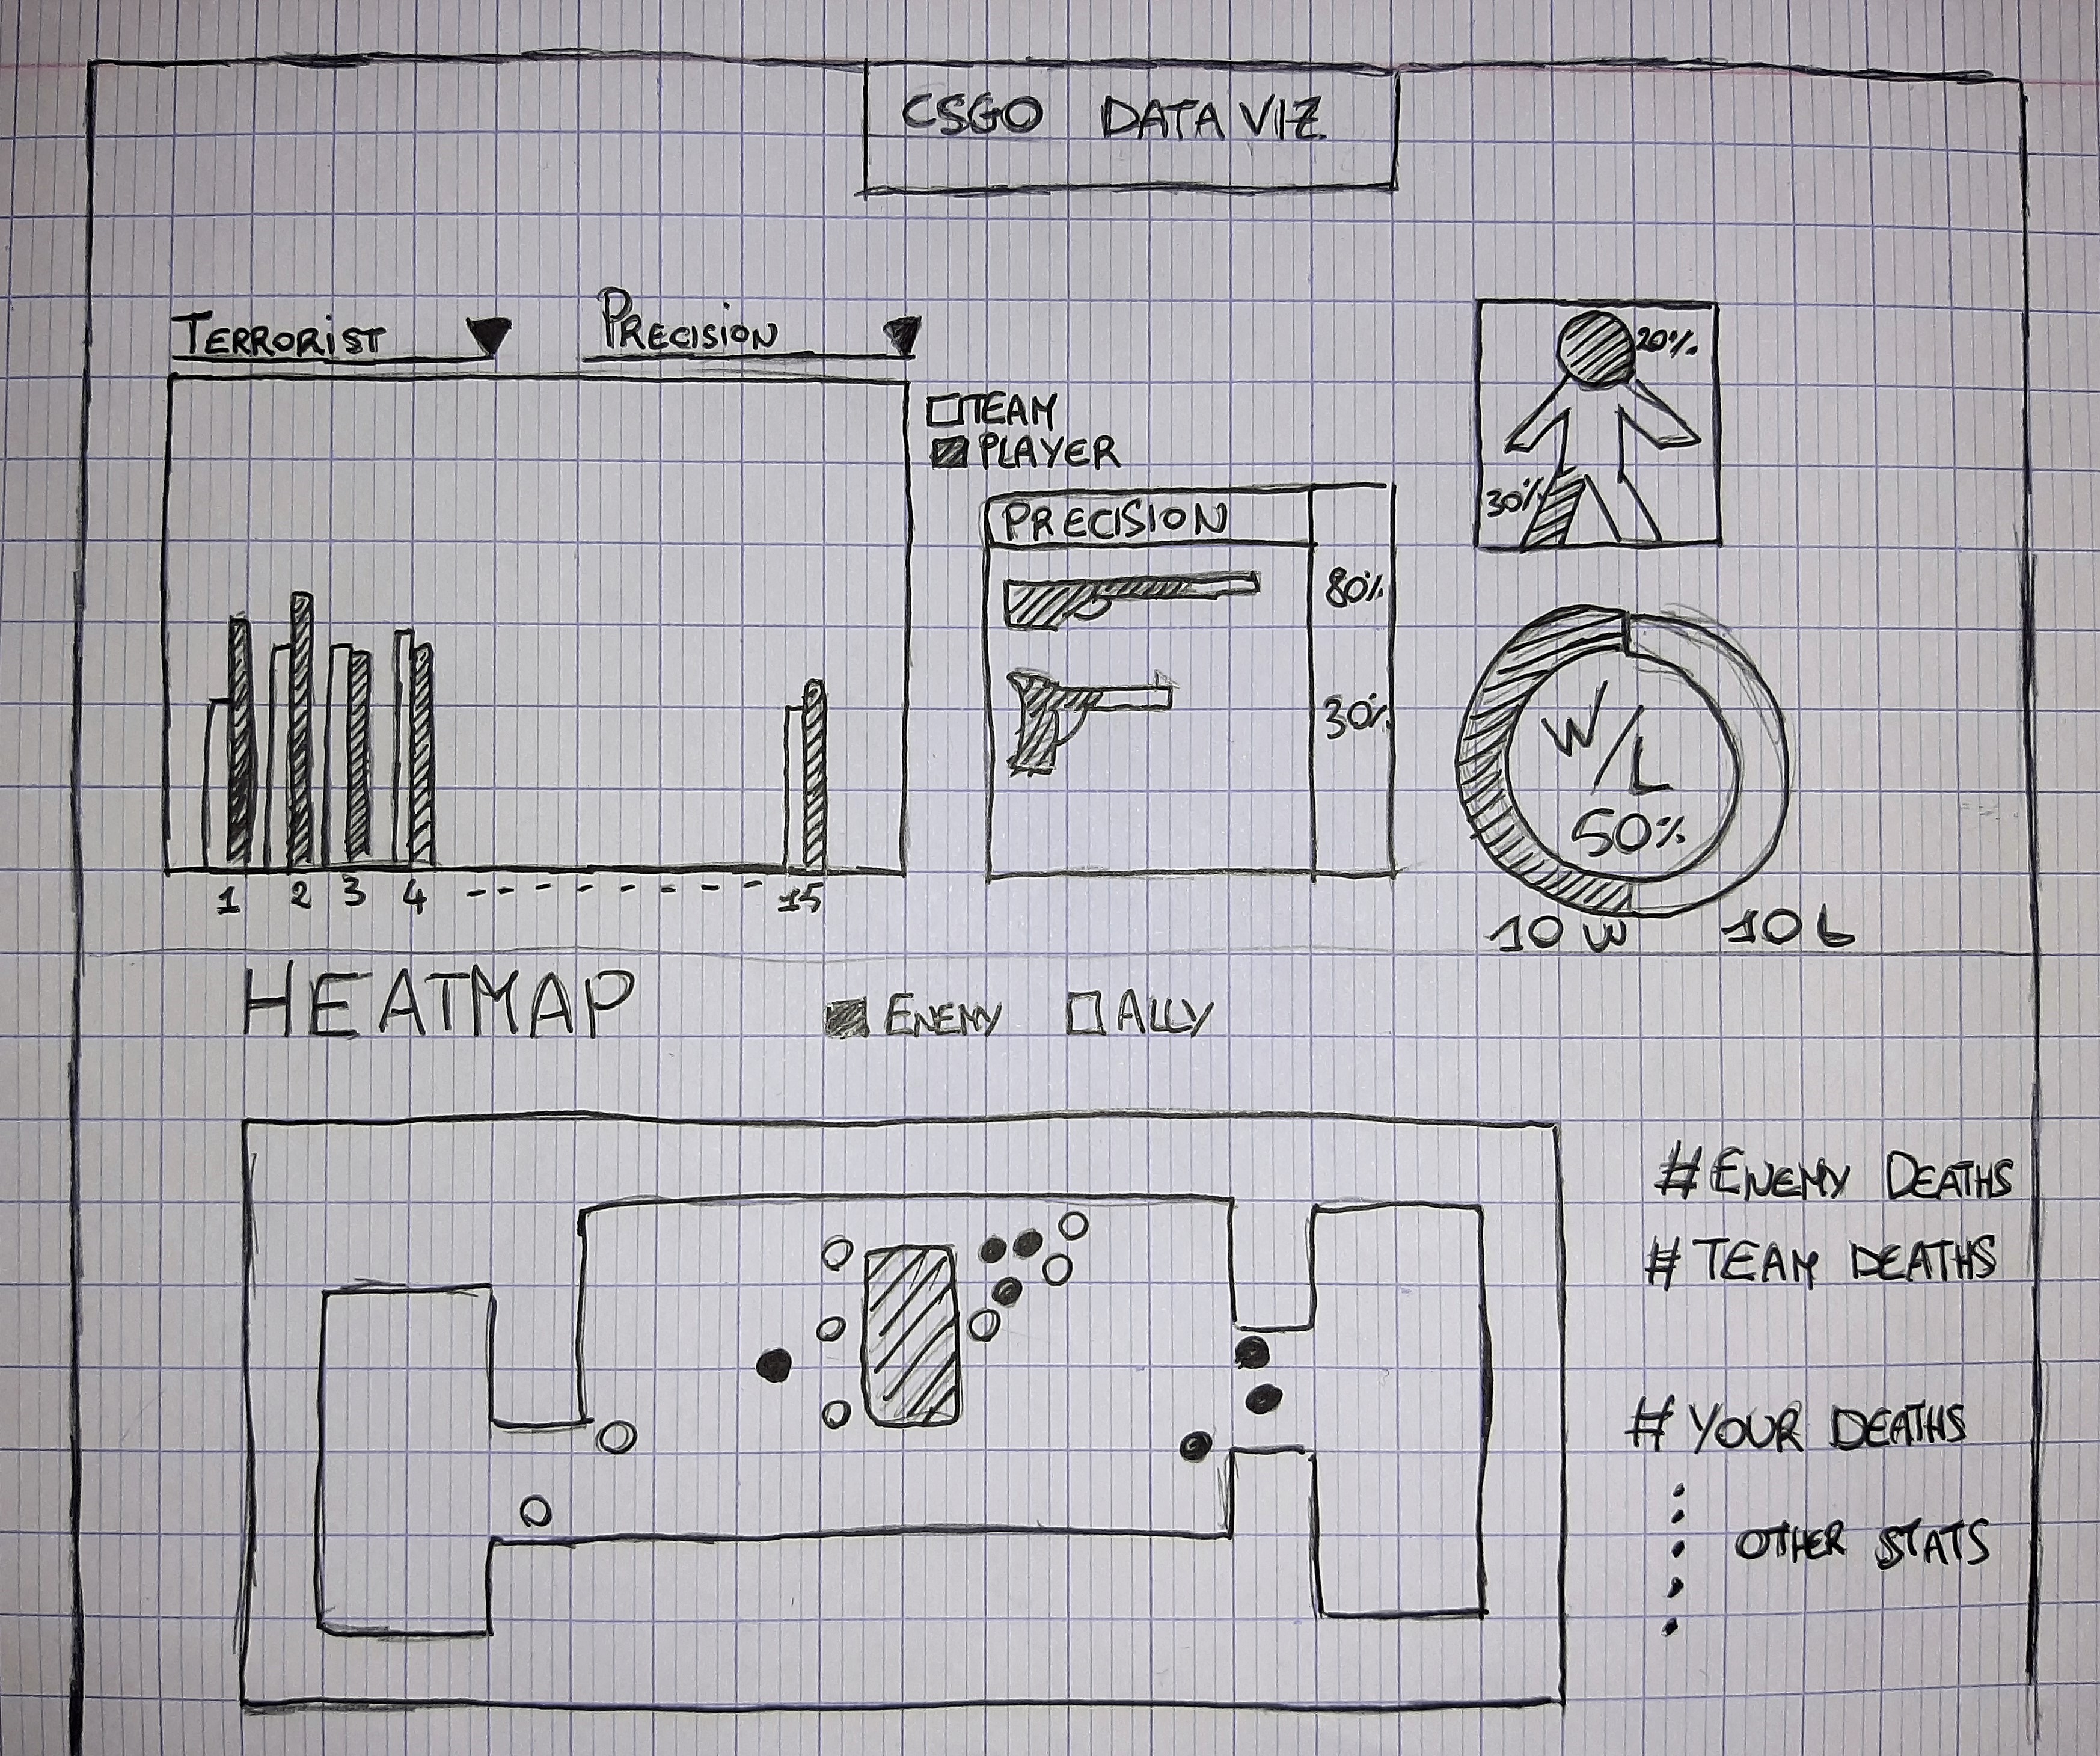 CSGO DATA VIZ
TERRORIST
PRECISION
TEAM
PLAYER
PRECISION
80%
30%
20%
30%
W/L
50%
10 W
10 L
1 2 3 4 -------- 15
HEATMAP
ENEMY
ALLY
# ENEMY DEATHS
# TEAM DEATHS
# YOUR DEATHS
OTHER STATS